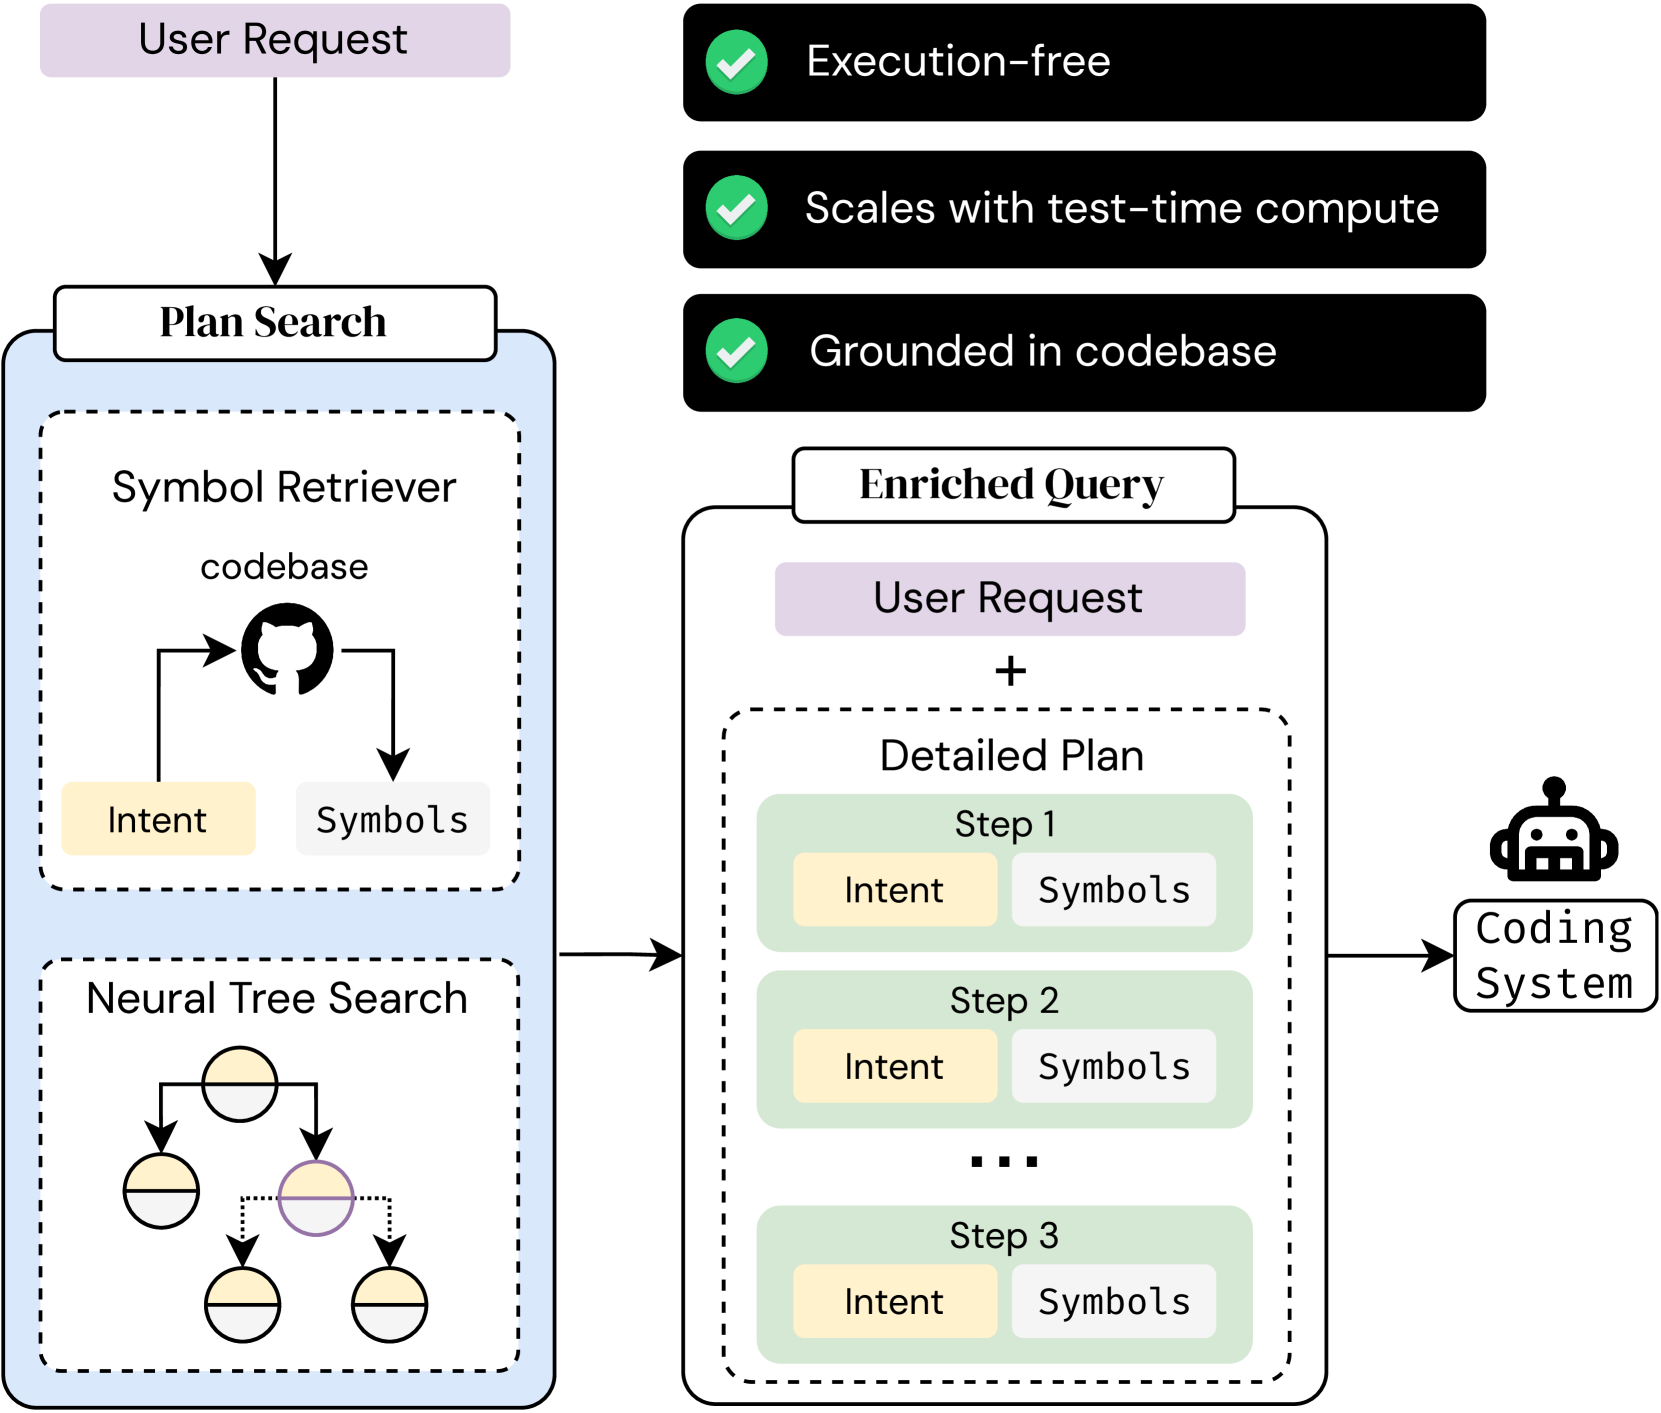 User Request
Execution-free
Scales with test-time compute
Grounded in codebase
Plan Search
Symbol Retriever
codebase
Intent
Symbols
Neural Tree Search
Enriched Query
User Request
+
Detailed Plan
Step 1
Intent
Symbols
Step 2
Intent
Symbols
...
Step 3
Intent
Symbols
Coding
System